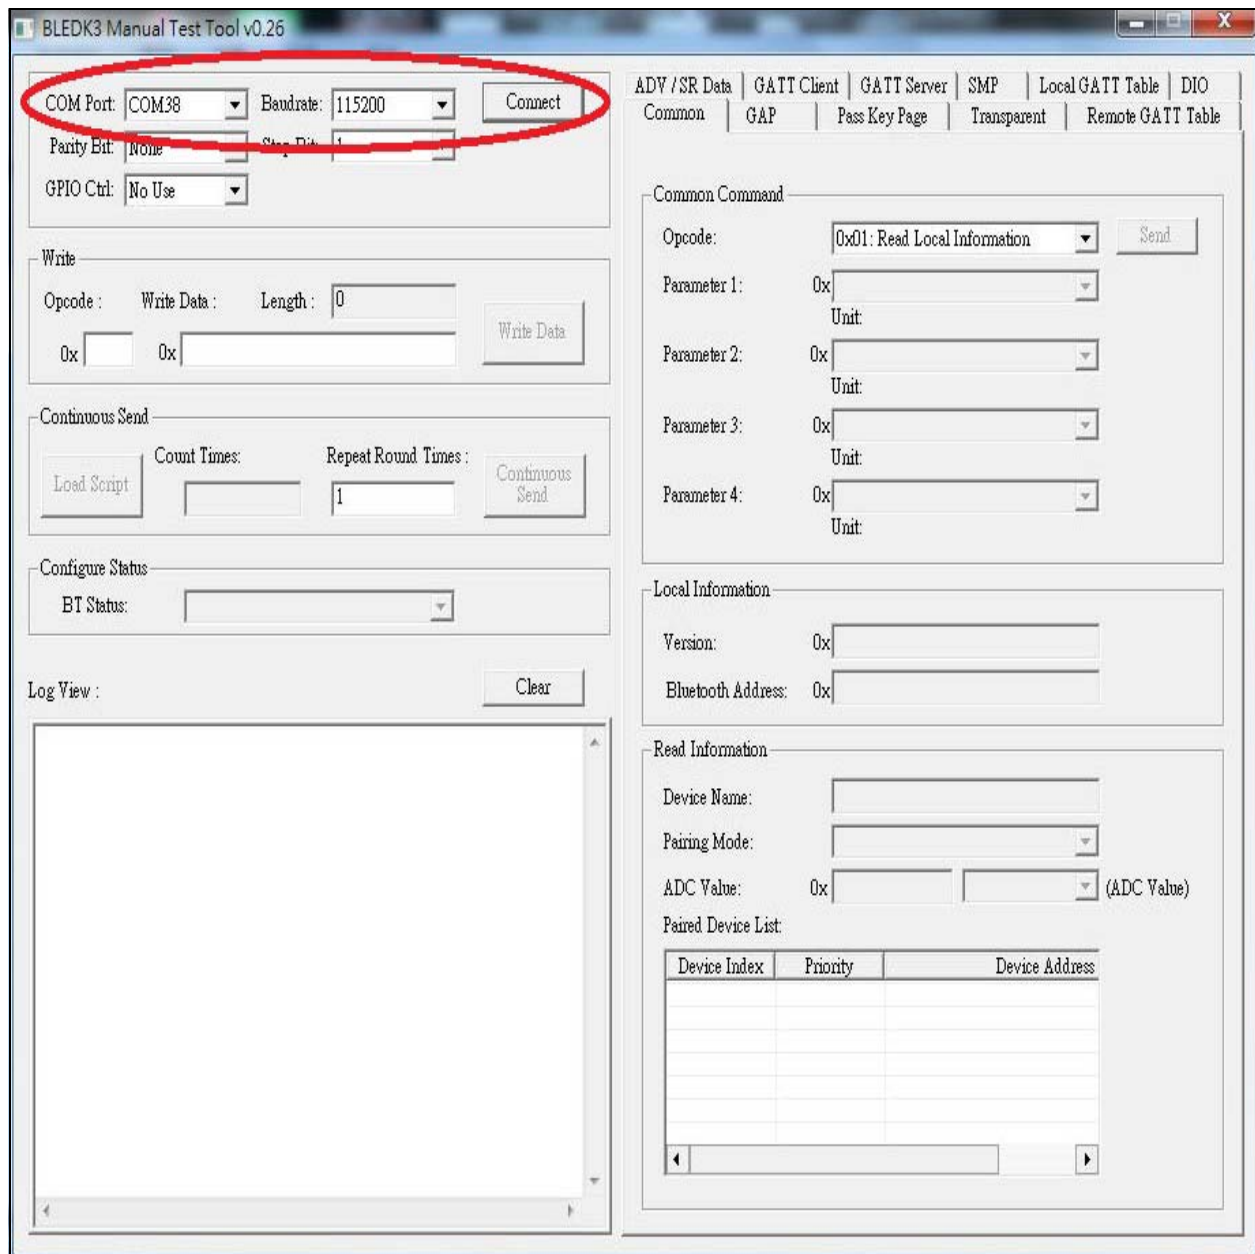 BLEDK3 Manual Test Tool v0.26
COM Port: COM38 Baudrate: 115200 Connect
Parity Bit: None Stop Bit: 1
GPIO Ctrl: No Use
Write
Opcode : Write Data : Length : 0
0x 0x Write Data
Continuous Send
Load Script Count Times: Repeat Round Times : 1 Continuous Send
Configure Status
BT Status:
Log View : Clear
ADV / SR Data GATT Client GATT Server SMP Local GATT Table DIO
Common GAP Pass Key Page Transparent Remote GATT Table
Common Command
Opcode: 0x01: Read Local Information Send
Parameter 1: 0x
Unit:
Parameter 2: 0x
Unit:
Parameter 3: 0x
Unit:
Parameter 4: 0x
Unit:
Local Information
Version: 0x
Bluetooth Address: 0x
Read Information
Device Name:
Pairing Mode:
ADC Value: 0x (ADC Value)
Paired Device List:
Device Index Priority Device Address